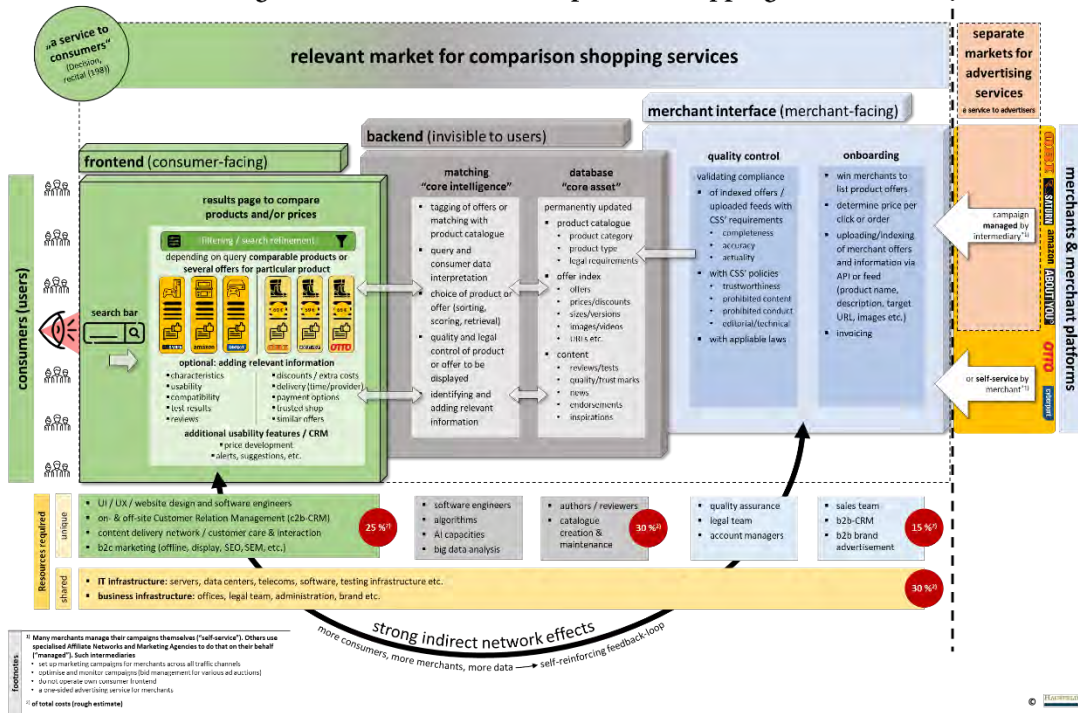 „a service to
consumers“
(Decision,
recital (198))
relevant market for comparison shopping services
separate
markets for
advertising
services
a service to advertisers
merchant interface (merchant-facing)
backend (invisible to users)
frontend (consumer-facing)
consumers (users)
search bar
results page to compare
products and/or prices
filtering / search refinement
depending on query comparable products or
several offers for particular product
amazon
OTTO
optional: adding relevant information
•characteristics
•usability
•compatibility
•test results
•reviews
•discounts / extra costs
•delivery (time/provider)
•payment options
•trusted shop
•similar offers
additional usability features / CRM
•price development
•alerts, suggestions, etc.
matching
“core intelligence”
▪ tagging of offers or
matching with
product catalogue
▪ query and
consumer data
interpretation
▪ choice of product or
offer (sorting,
scoring, retrieval)
▪ quality and legal
control of product
or offer to be
displayed
▪ identifying and
adding relevant
information
database
“core asset”
permanently updated
▪ product catalogue
• product category
• product type
• legal requirements
▪ offer index
• offers
• prices/discounts
• sizes/versions
• images/videos
• URLs etc.
▪ content
• reviews/tests
• quality/trust marks
• news
• endorsements
• inspirations
quality control
validating compliance
▪ of indexed offers /
uploaded feeds with
CSS’ requirements
• completeness
• accuracy
• actuality
▪ with CSS’ policies
• trustworthiness
• prohibited content
• prohibited conduct
• editorial/technical
▪ with appliable laws
onboarding
▪ win merchants to
list product offers
▪ determine price per
click or order
▪ uploading/indexing
of merchant offers
and information via
API or feed
(product name,
description, target
URL, images etc.)
▪ invoicing
campaign
managed by
intermediary*¹⁾
or self-service by
merchant*¹⁾
SATURN
amazon
ABOUT YOU
OTTO
cyberport
merchants & merchant platforms
Resources required
unique
▪ UI / UX / website design and software engineers
▪ on- & off-site Customer Relation Management (c2b-CRM)
▪ content delivery network / customer care & interaction
▪ b2c marketing (offline, display, SEO, SEM, etc.)
25 %²⁾
▪ software engineers
▪ algorithms
▪ AI capacities
▪ big data analysis
▪ authors / reviewers
▪ catalogue
creation &
maintenance
30 %²⁾
▪ quality assurance
▪ legal team
▪ account managers
▪ sales team
▪ b2b-CRM
▪ b2b brand
advertisement
15 %²⁾
shared
▪ IT infrastructure: servers, data centers, telecoms, software, testing infrastructure etc.
▪ business infrastructure: offices, legal team, administration, brand etc.
30 %²⁾
strong indirect network effects
more consumers, more merchants, more data → self-reinforcing feedback-loop
footnotes
¹⁾ Many merchants manage their campaigns themselves (“self-service”). Others use
specialised Affiliate Networks and Marketing Agencies to do that on their behalf
(“managed”). Such intermediaries
• set up marketing campaigns for merchants across all traffic channels
• optimise and monitor campaigns (bid management for various ad auctions)
• do not operate own consumer frontend
• a one-sided advertising service for merchants
²⁾ of total costs (rough estimate)
© HAUSFELD